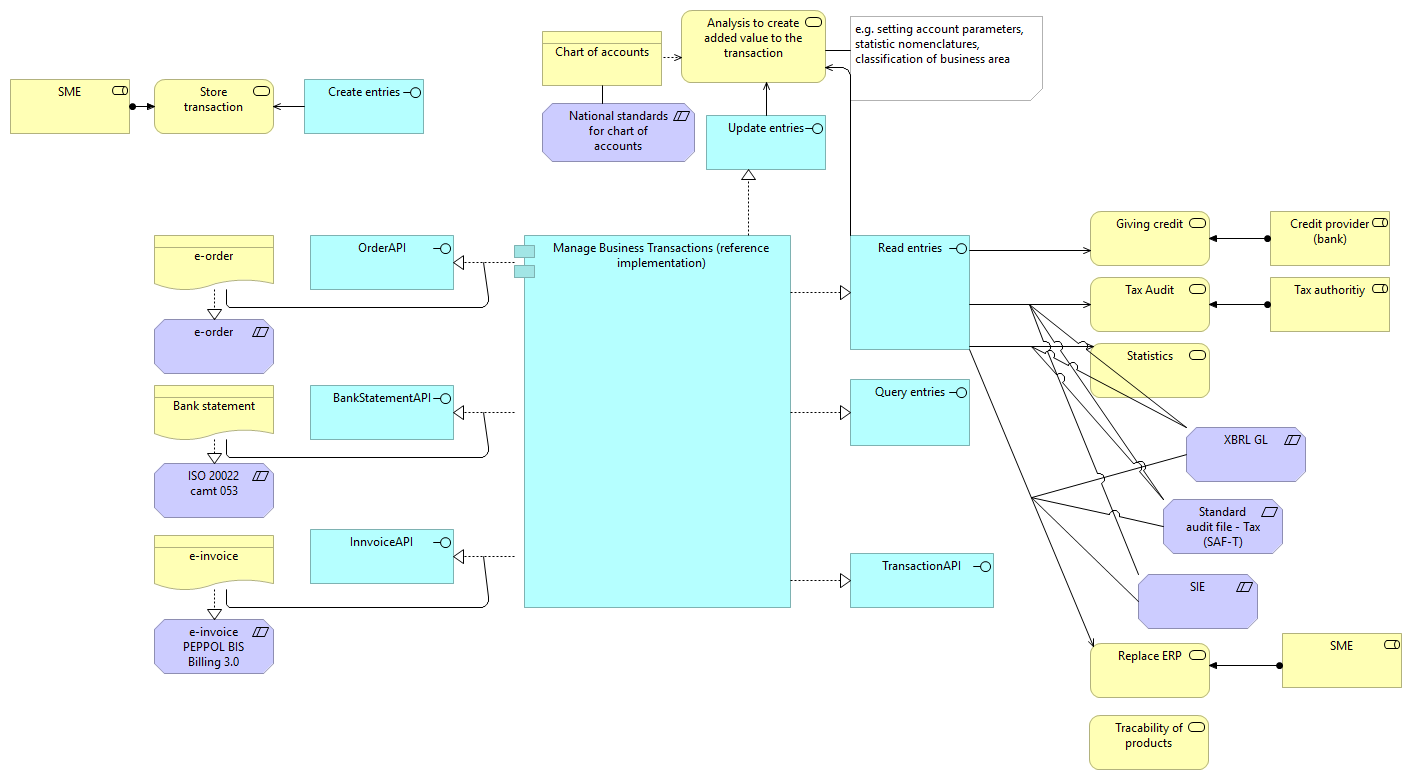 Analysis to create
added value to the
transaction
e.g. setting account parameters,
statistic nomenclatures,
classification of business area
Chart of accounts
SME
Store
transaction
Create entries
National standards
for chart of
accounts
Update entries
e-order
OrderAPI
Manage Business Transactions (reference
implementation)
Read entries
Giving credit
Credit provider
(bank)
Tax Audit
Tax authoritiy
e-order
Statistics
Bank statement
BankStatementAPI
Query entries
XBRL GL
ISO 20022
camt 053
Standard
audit file - Tax
(SAF-T)
e-invoice
InnvoiceAPI
TransactionAPI
SIE
e-invoice
PEPPOL BIS
Billing 3.0
Replace ERP
SME
Tracability of
products